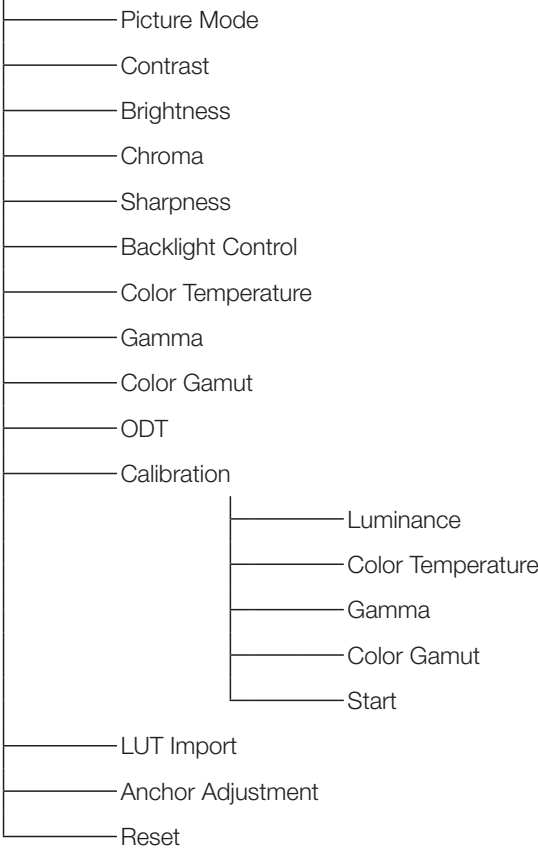 Picture Mode
Contrast
Brightness
Chroma
Sharpness
Backlight Control
Color Temperature
Gamma
Color Gamut
ODT
Calibration
Luminance
Color Temperature
Gamma
Color Gamut
Start
LUT Import
Anchor Adjustment
Reset